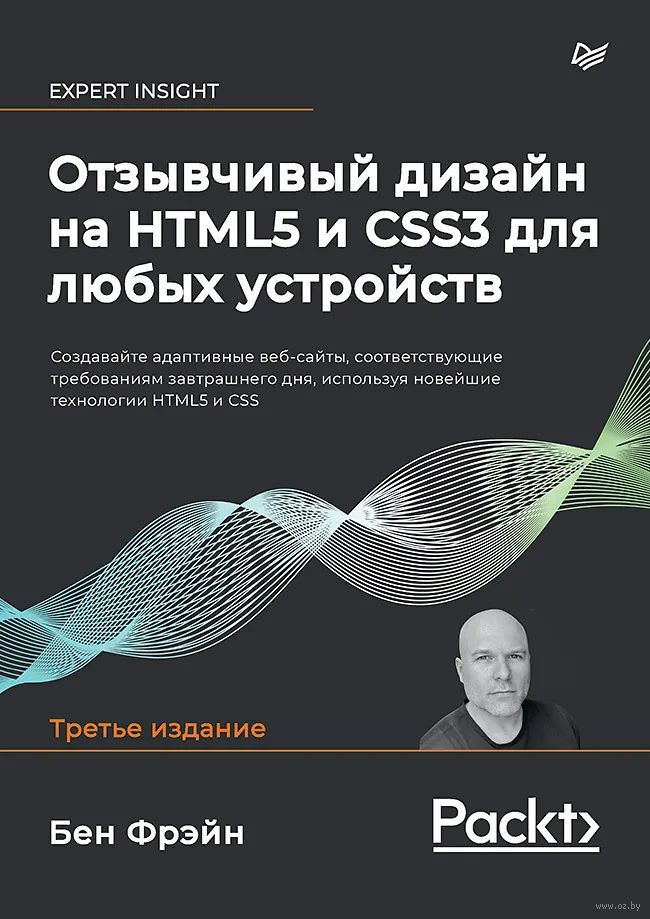 EXPERT INSIGHT
Отзывчивый дизайн
на HTML5 и CSS3 для
любых устройств
Создавайте адаптивные веб-сайты, соответствующие
требованиям завтрашнего дня, используя новейшие
технологии HTML5 и CSS
Третье издание
Бен Фрэйн
Packt>
www.oz.by